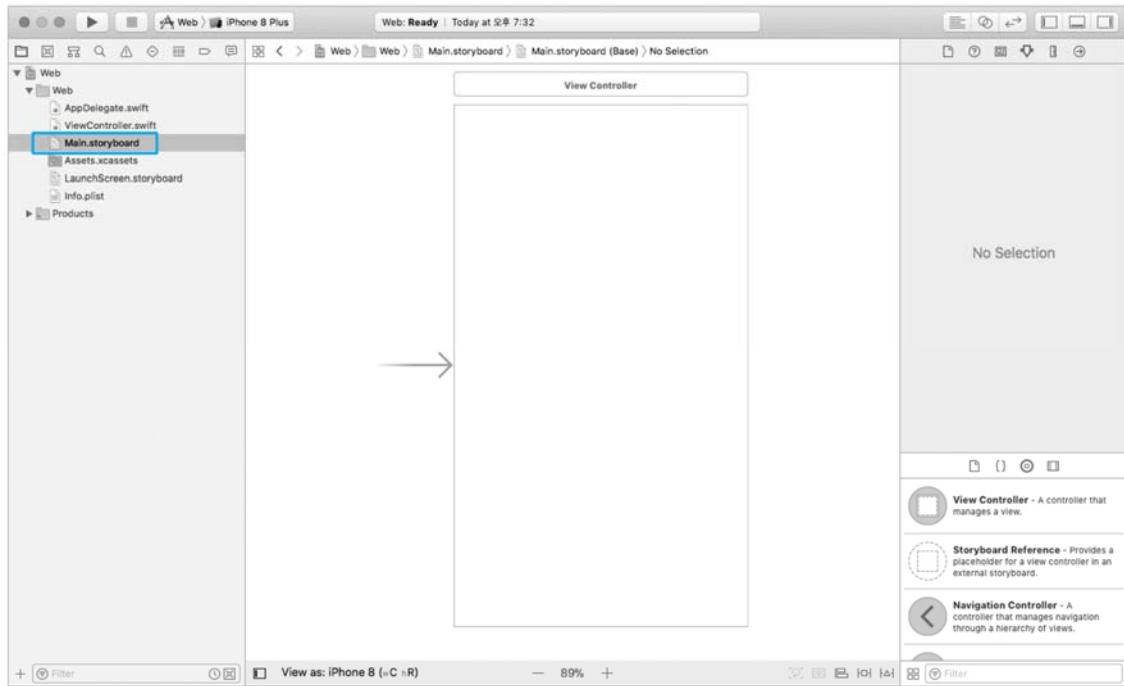 Web 〉 iPhone 8 Plus
Web: Ready | Today at 오후 7:32
Web 〉 Web 〉 Main.storyboard 〉 Main.storyboard (Base) 〉 No Selection
Web
Web
AppDelegate.swift
ViewController.swift
Main.storyboard
Assets.xcassets
LaunchScreen.storyboard
Info.plist
Products
View Controller
No Selection
View Controller - A controller that
manages a view.
Storyboard Reference - Provides a
placeholder for a view controller in an
external storyboard.
Navigation Controller - A
controller that manages navigation
through a hierarchy of views.
Filter
View as: iPhone 8 (wC hR)
89%
Filter